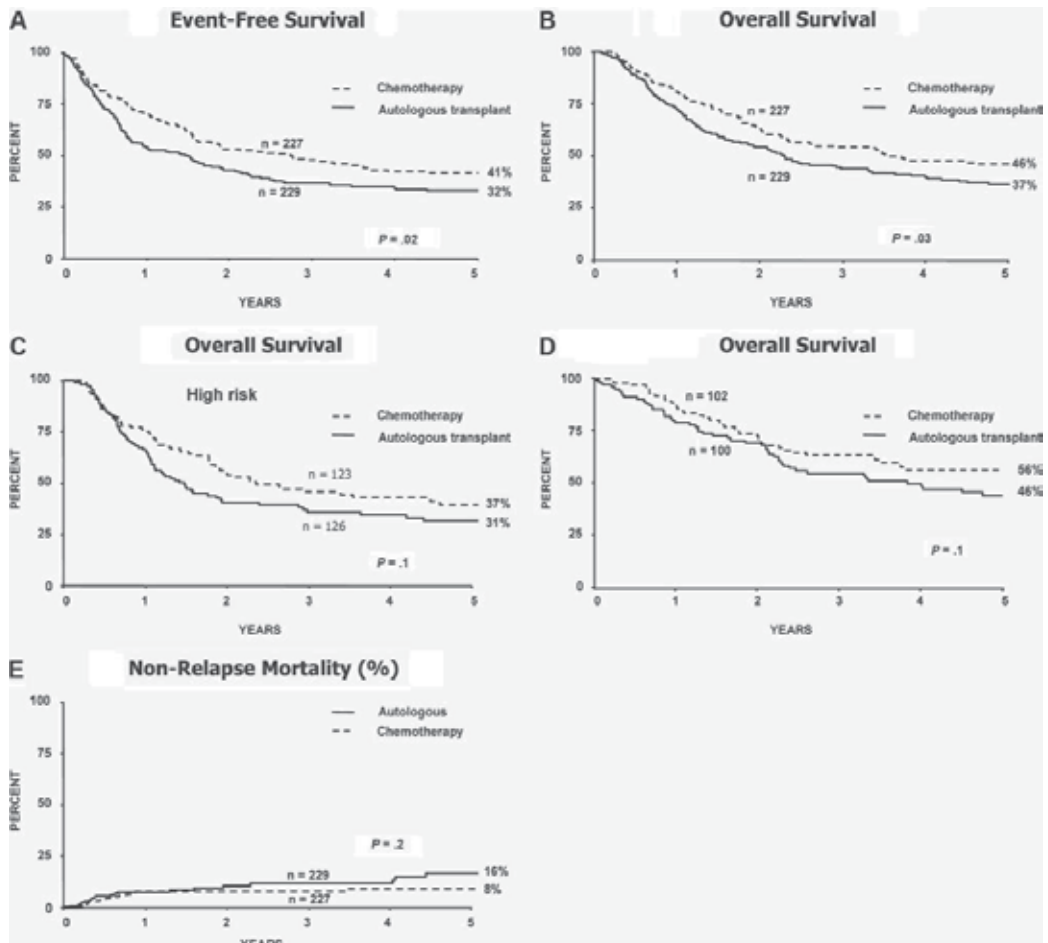 A Event-Free Survival
100
75
50
25
0
PERCENT
Chemotherapy
Autologous transplant
n = 227
n = 229
41%
32%
P = .02
0 1 2 3 4 5
YEARS
B Overall Survival
100
75
50
25
0
PERCENT
Chemotherapy
Autologous transplant
n = 227
n = 229
46%
37%
P = .03
0 1 2 3 4 5
YEARS
C Overall Survival
High risk
100
75
50
25
0
PERCENT
Chemotherapy
Autologous transplant
n = 123
n = 126
37%
31%
P = .1
0 1 2 3 4 5
YEARS
D Overall Survival
100
75
50
25
0
PERCENT
n = 102
Chemotherapy
Autologous transplant
n = 100
56%
46%
P = .1
0 1 2 3 4 5
YEARS
E Non-Relapse Mortality (%)
100
75
50
25
0
PERCENT
Autologous
Chemotherapy
P = .2
n = 229
n = 227
16%
8%
0 1 2 3 4 5
YEARS